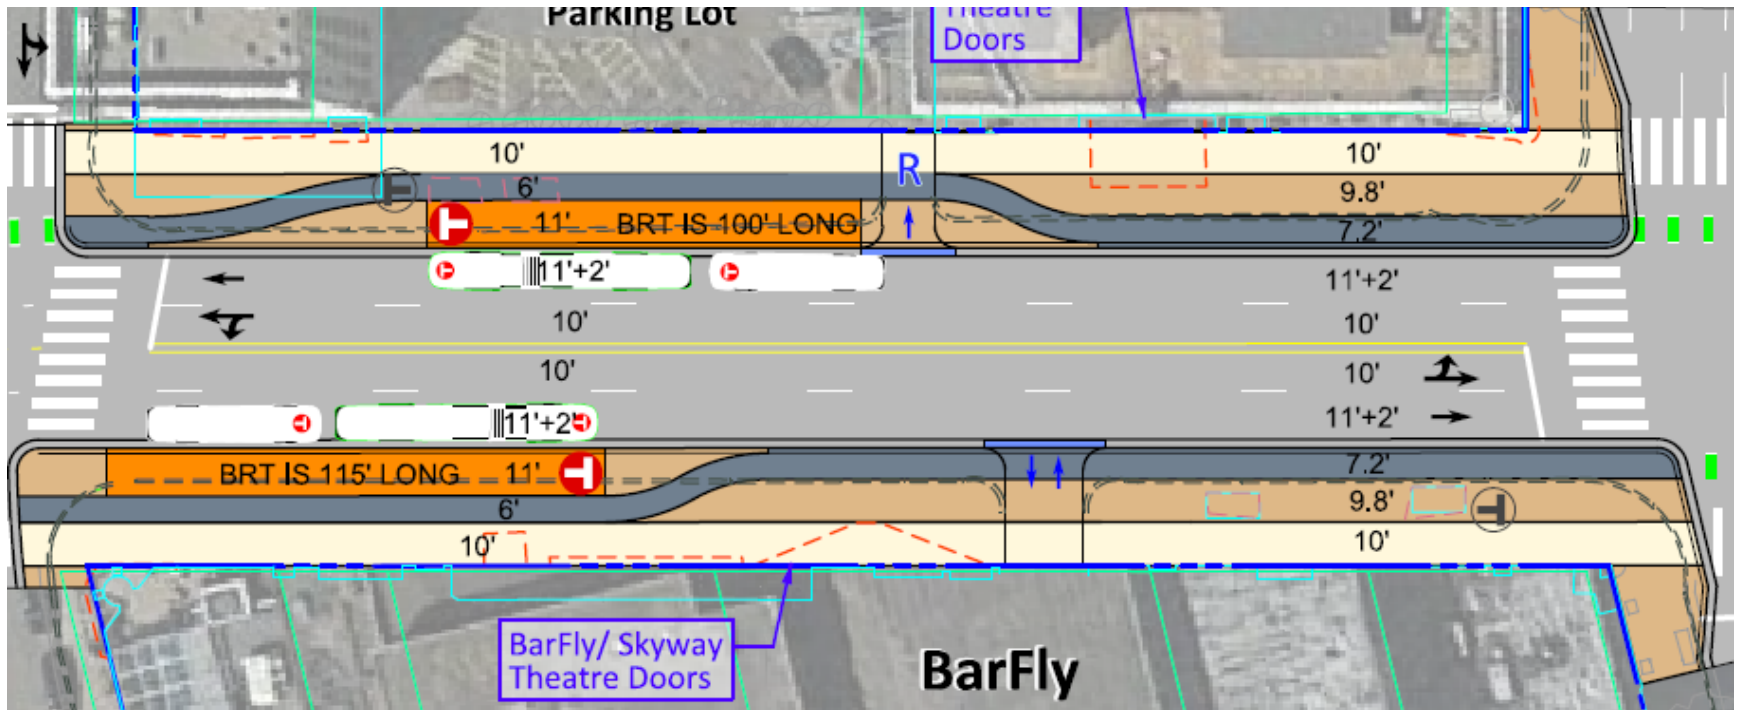 Parking Lot
Theatre
Doors
10'
10'
R
6'
9.8'
11'
BRT IS 100' LONG
7.2'
11'+2'
11'+2'
10'
10'
10'
10'
11'+2'
11'+2'
BRT IS 115' LONG
11'
7.2'
6'
9.8'
10'
10'
BarFly/ Skyway
Theatre Doors
BarFly